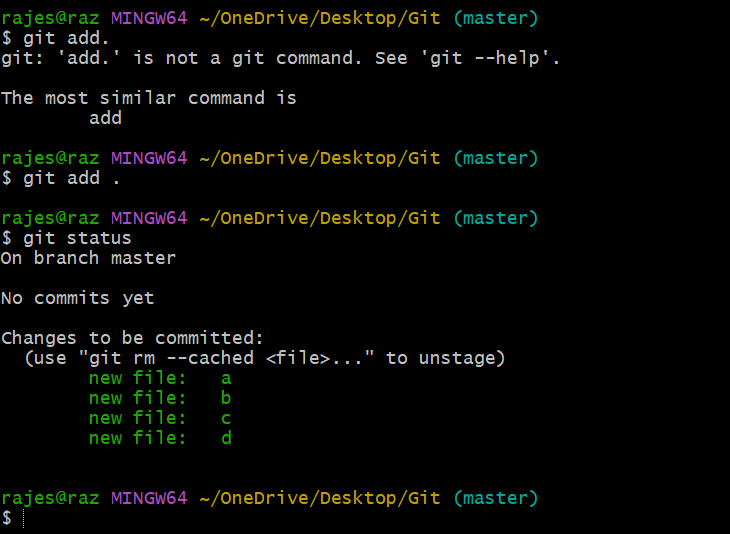 rajes@raz MINGW64 ~/OneDrive/Desktop/Git (master)
$ git add.
git: 'add.' is not a git command. See 'git --help'.
The most similar command is
add
rajes@raz MINGW64 ~/OneDrive/Desktop/Git (master)
$ git add .
rajes@raz MINGW64 ~/OneDrive/Desktop/Git (master)
$ git status
On branch master
No commits yet
Changes to be committed:
(use "git rm --cached <file>..." to unstage)
new file: a
new file: b
new file: c
new file: d
rajes@raz MINGW64 ~/OneDrive/Desktop/Git (master)
$